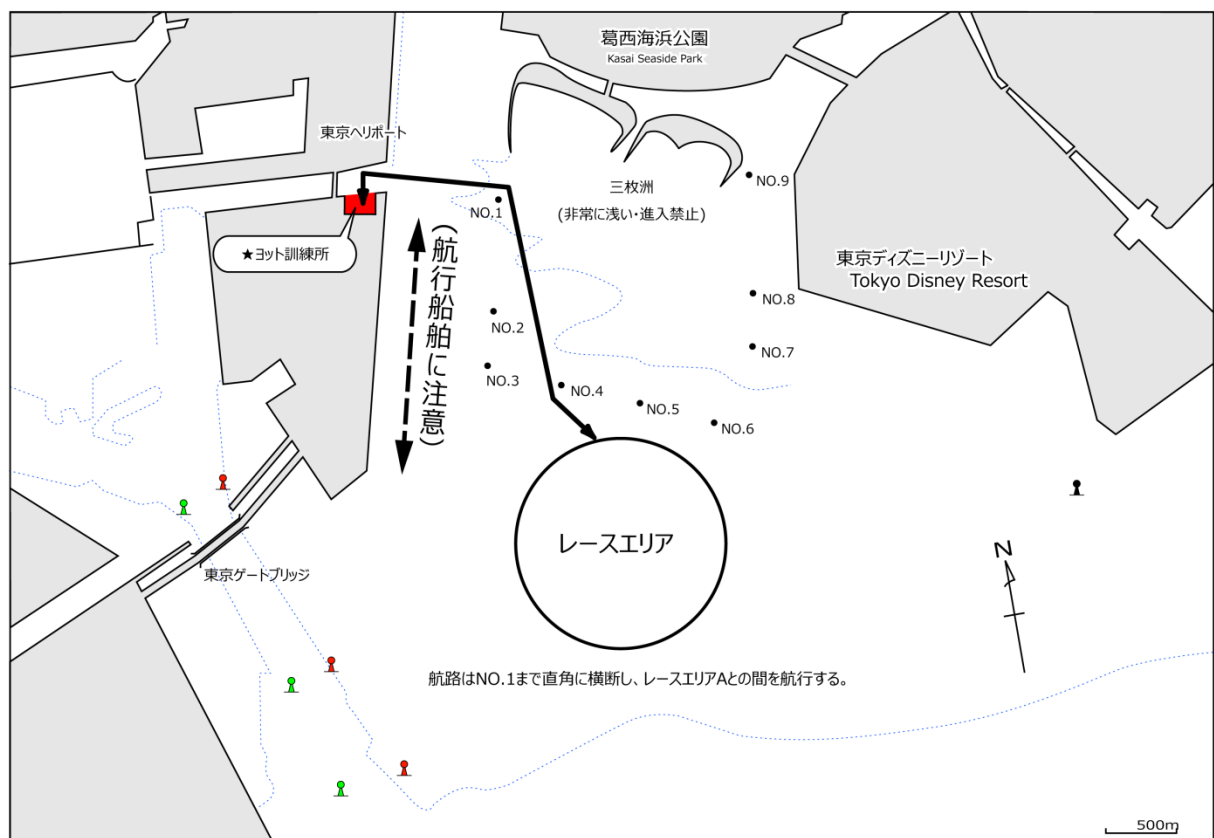 葛西海浜公園
Kasai Seaside Park
東京ヘリポート
NO.9
三枚洲
(非常に浅い・進入禁止)
NO.1
★ヨット訓練所
(航行船舶に注意)
東京ディズニーリゾート
Tokyo Disney Resort
NO.8
NO.2
NO.7
NO.3
NO.4
NO.5
NO.6
レースエリア
N
東京ゲートブリッジ
航路はNO.1まで直角に横断し、レースエリアAとの間を航行する。
500m